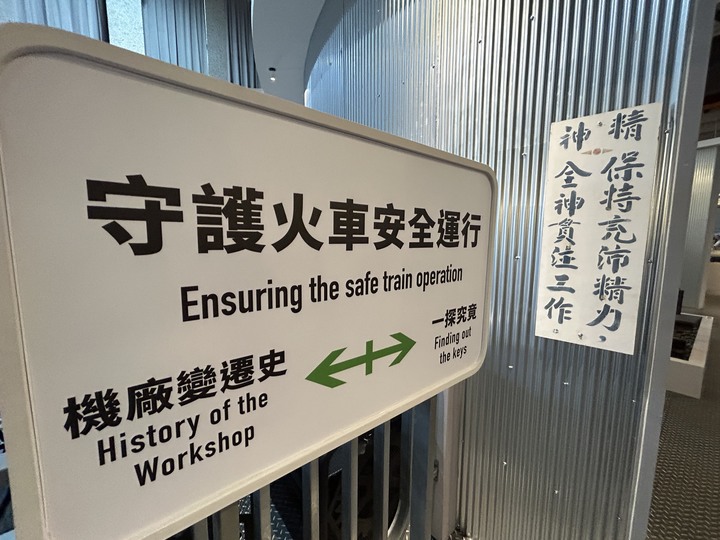 守護火車安全運行
Ensuring the safe train operation
機廠變遷史
History of the
Workshop
一探究竟
Finding out
the keys
精神
保持充沛精力
全神貫注工作